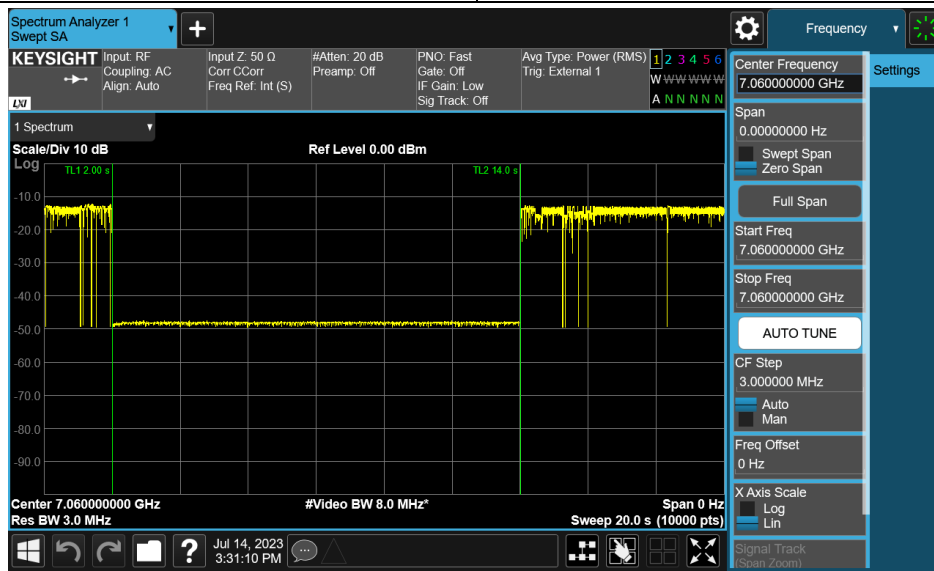 Spectrum Analyzer 1
Swept SA
+
Frequency
KEYSIGHT
LXI
Input: RF
Coupling: AC
Align: Auto
Input Z: 50 Ω
Corr CCorr
Freq Ref: Int (S)
#Atten: 20 dB
Preamp: Off
PNO: Fast
Gate: Off
IF Gain: Low
Sig Track: Off
Avg Type: Power (RMS)
Trig: External 1
1 2 3 4 5 6
W W W W W W
A N N N N N
Center Frequency
7.060000000 GHz
Settings
Span
0.00000000 Hz
Swept Span
Zero Span
Full Span
Start Freq
7.060000000 GHz
Stop Freq
7.060000000 GHz
AUTO TUNE
CF Step
3.000000 MHz
Auto
Man
Freq Offset
0 Hz
X Axis Scale
Log
Lin
Signal Track
(Span Zoom)
1 Spectrum
Scale/Div 10 dB
Ref Level 0.00 dBm
Log
TL1 2.00 s
TL2 14.0 s
-10.0
-20.0
-30.0
-40.0
-50.0
-60.0
-70.0
-80.0
-90.0
Center 7.060000000 GHz
#Video BW 8.0 MHz*
Span 0 Hz
Res BW 3.0 MHz
Sweep 20.0 s (10000 pts)
?
Jul 14, 2023
3:31:10 PM